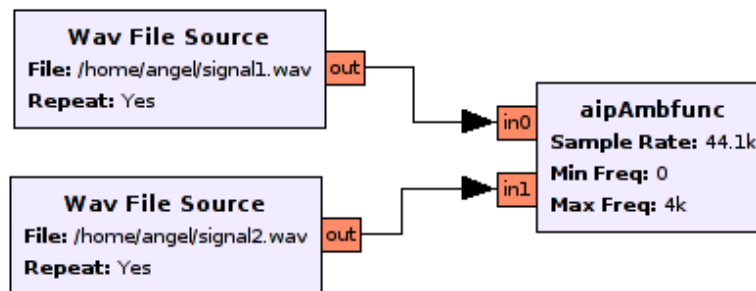 Wav File Source
File: /home/angel/signal1.wav
Repeat: Yes
out
in0
aipAmbfunc
Sample Rate: 44.1k
Min Freq: 0
Max Freq: 4k
in1
Wav File Source
File: /home/angel/signal2.wav
Repeat: Yes
out